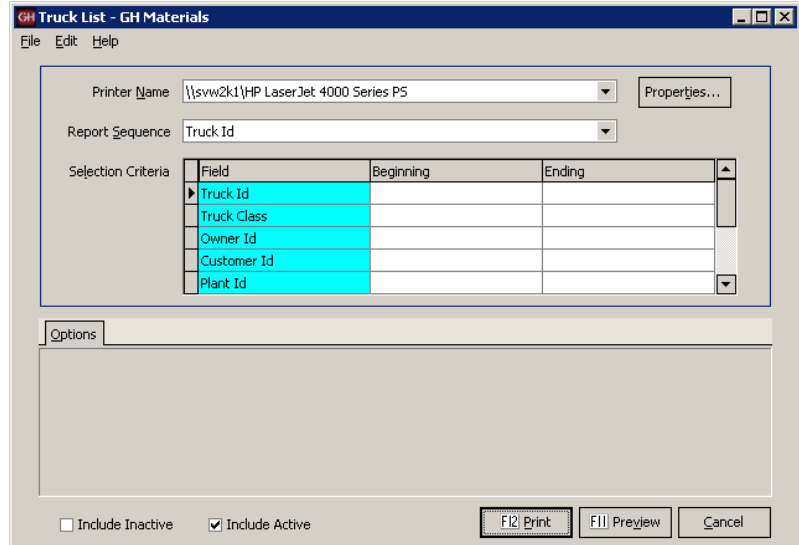 GH Truck List - GH Materials
File Edit Help
Printer Name \\svw2k1\HP LaserJet 4000 Series PS Properties...
Report Sequence Truck Id
Selection Criteria Field Beginning Ending
Truck Id
Truck Class
Owner Id
Customer Id
Plant Id
Options
Include Inactive Include Active F12 Print F11 Preview Cancel